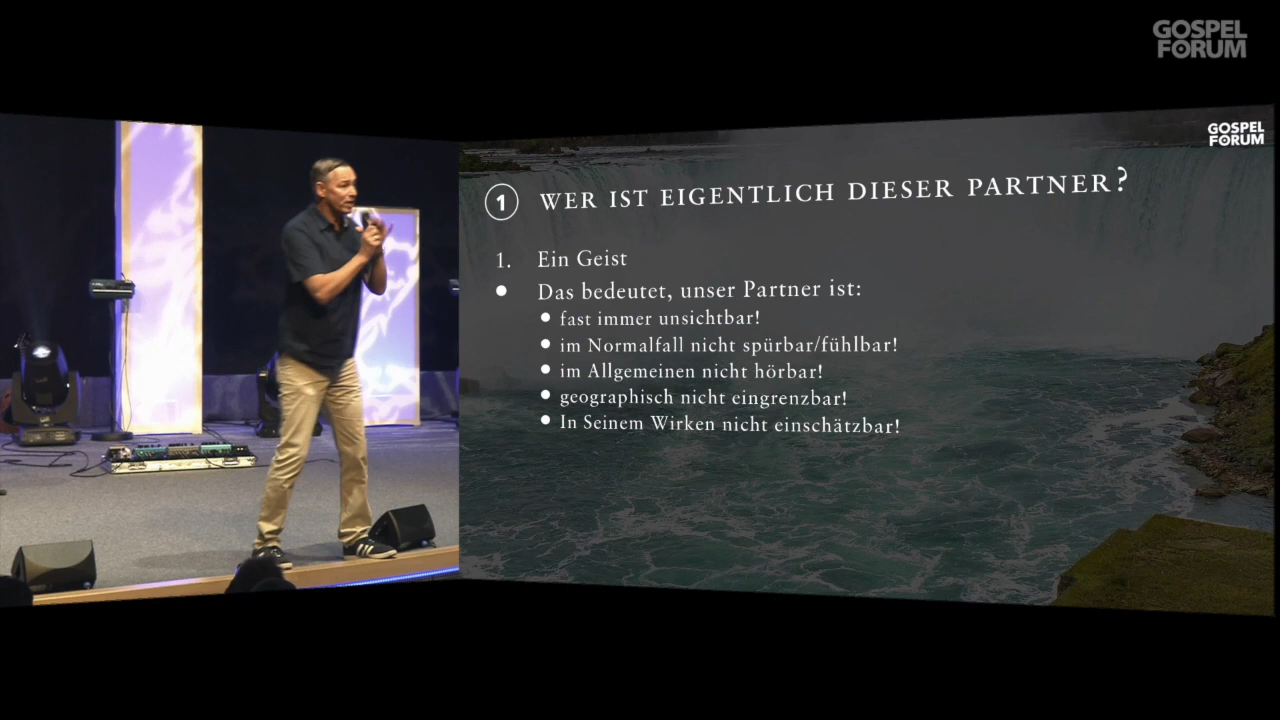 GOSPEL
FORUM
GOSPEL
FORUM
1 WER IST EIGENTLICH DIESER PARTNER?
1. Ein Geist
• Das bedeutet, unser Partner ist:
• fast immer unsichtbar!
• im Normalfall nicht spürbar/fühlbar!
• im Allgemeinen nicht hörbar!
• geographisch nicht eingrenzbar!
• In Seinem Wirken nicht einschätzbar!